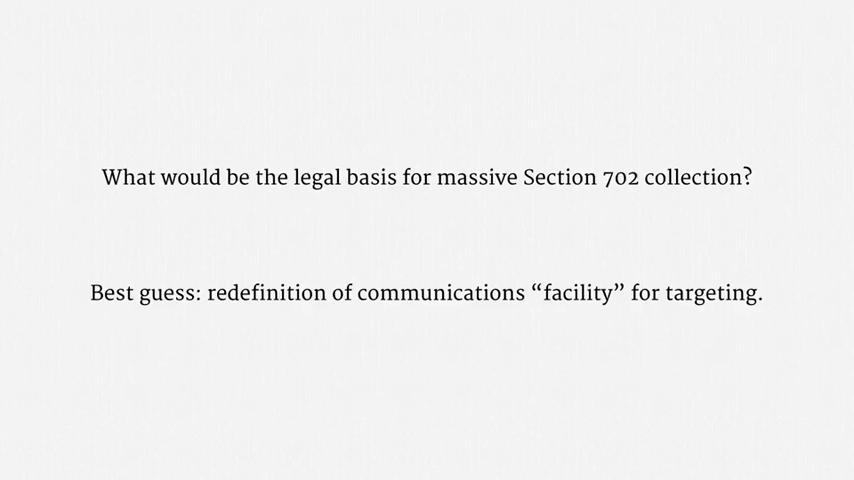 What would be the legal basis for massive Section 702 collection?
Best guess: redefinition of communications “facility” for targeting.